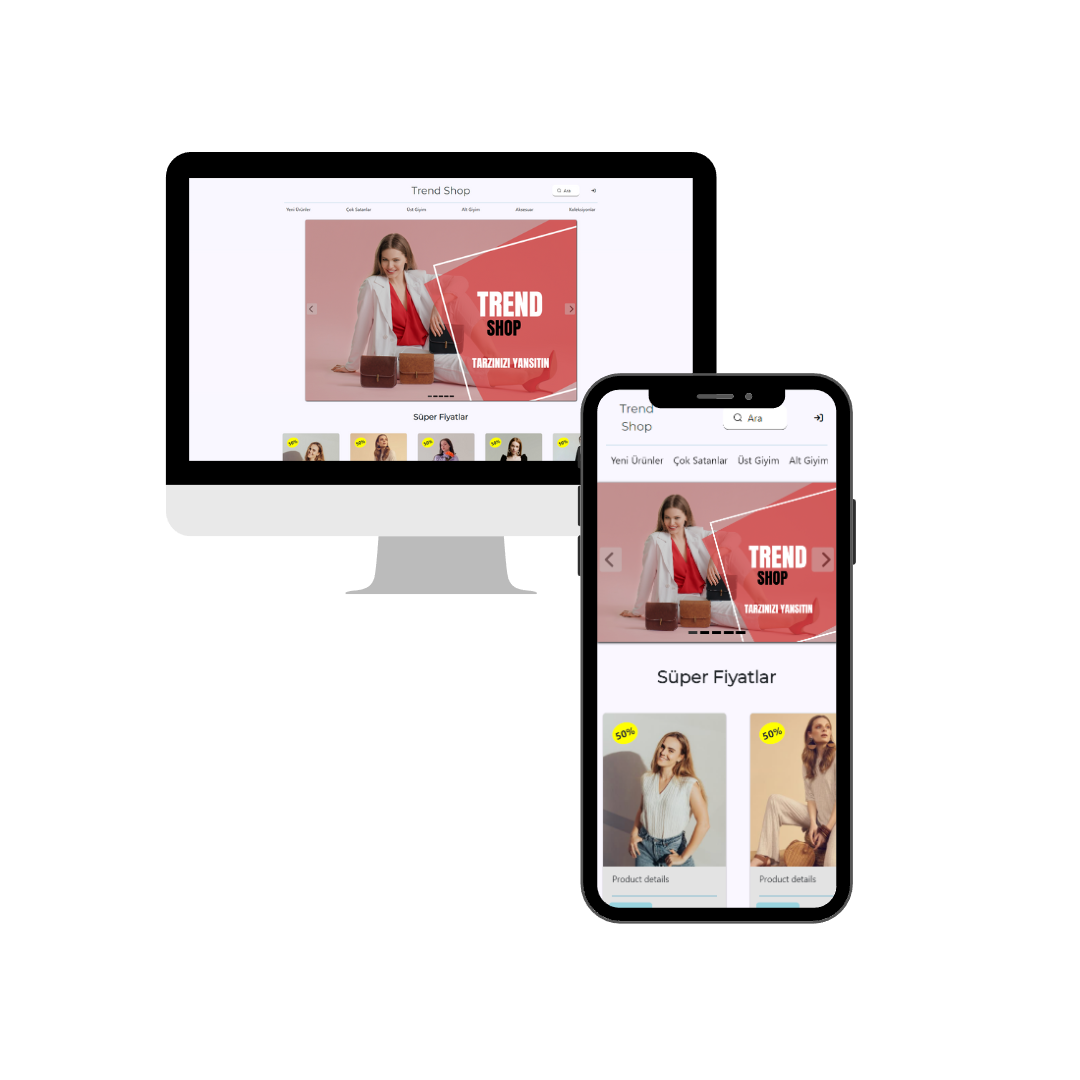 Trend Shop
Ara
Yeni Ürünler Çok Satanlar Üst Giyim Alt Giyim Aksesuar Koleksiyonlar
TREND
SHOP
TARZINIZI YANSITIN
Süper Fiyatlar
50% 50% 50% 50% 50%
Trend
Shop
Ara
Yeni Ürünler Çok Satanlar Üst Giyim Alt Giyim
TREND
SHOP
TARZINIZI YANSITIN
Süper Fiyatlar
50% 50%
Product details Product details